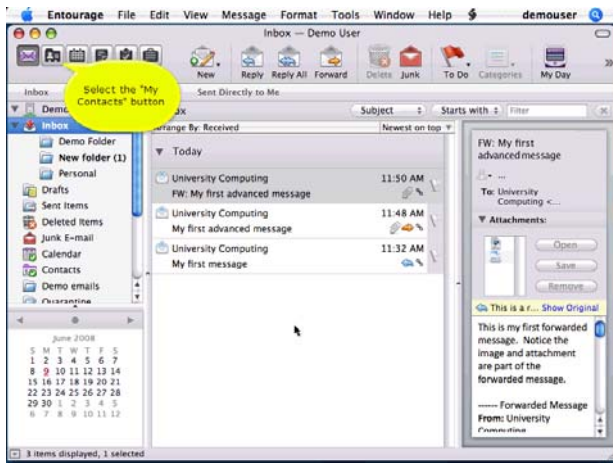 Entourage File Edit View Message Format Tools Window Help demouser
Inbox — Demo User
New Reply Reply All Forward Delete Junk To Do Categories My Day
Select the "My
Contacts" button
Inbox Sent Directly to Me
Subject Starts with Filter
Arrange By: Received Newest on top
Inbox
Demo Folder
New folder (1)
Personal
Drafts
Sent Items
Deleted Items
Junk E-mail
Calendar
Contacts
Demo emails
Quarantine
June 2008
S M T W T F S
1 2 3 4 5 6 7
8 9 10 11 12 13 14
15 16 17 18 19 20 21
22 23 24 25 26 27 28
29 30 1 2 3 4 5
6 7 8 9 10 11 12
Today
University Computing 11:50 AM
FW: My first advanced message
University Computing 11:48 AM
My first advanced message
University Computing 11:32 AM
My first message
FW: My first
advanced message
To: University
Computing <...
Attachments:
Open
Save
Remove
This is a r... Show Original
This is my first forwarded
message. Notice the
image and attachment
are part of the
forwarded message.
------ Forwarded Message
From: University
Computing
3 items displayed, 1 selected